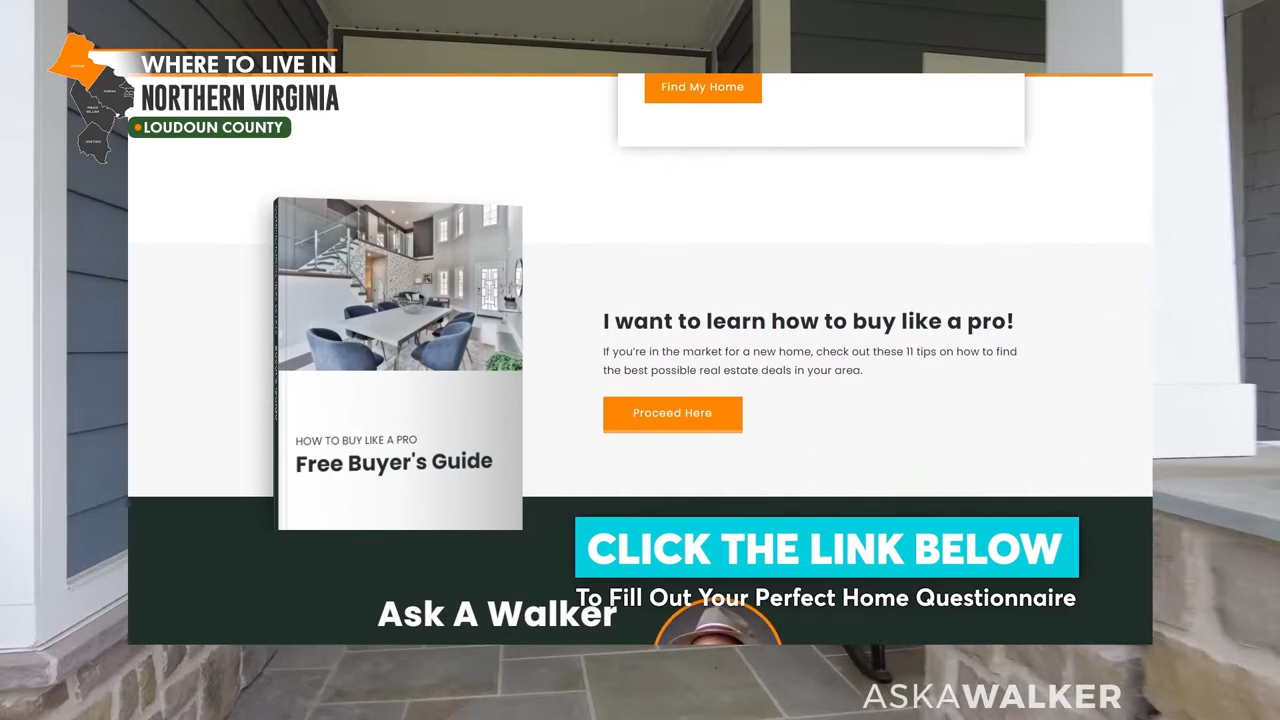 WHERE TO LIVE IN
NORTHERN VIRGINIA
LOUDOUN COUNTY
Find My Home
I want to learn how to buy like a pro!
If you're in the market for a new home, check out these 11 tips on how to find
the best possible real estate deals in your area.
Proceed Here
HOW TO BUY LIKE A PRO
Free Buyer's Guide
CLICK THE LINK BELOW
To Fill Out Your Perfect Home Questionnaire
Ask A Walker
ASKAWALKER